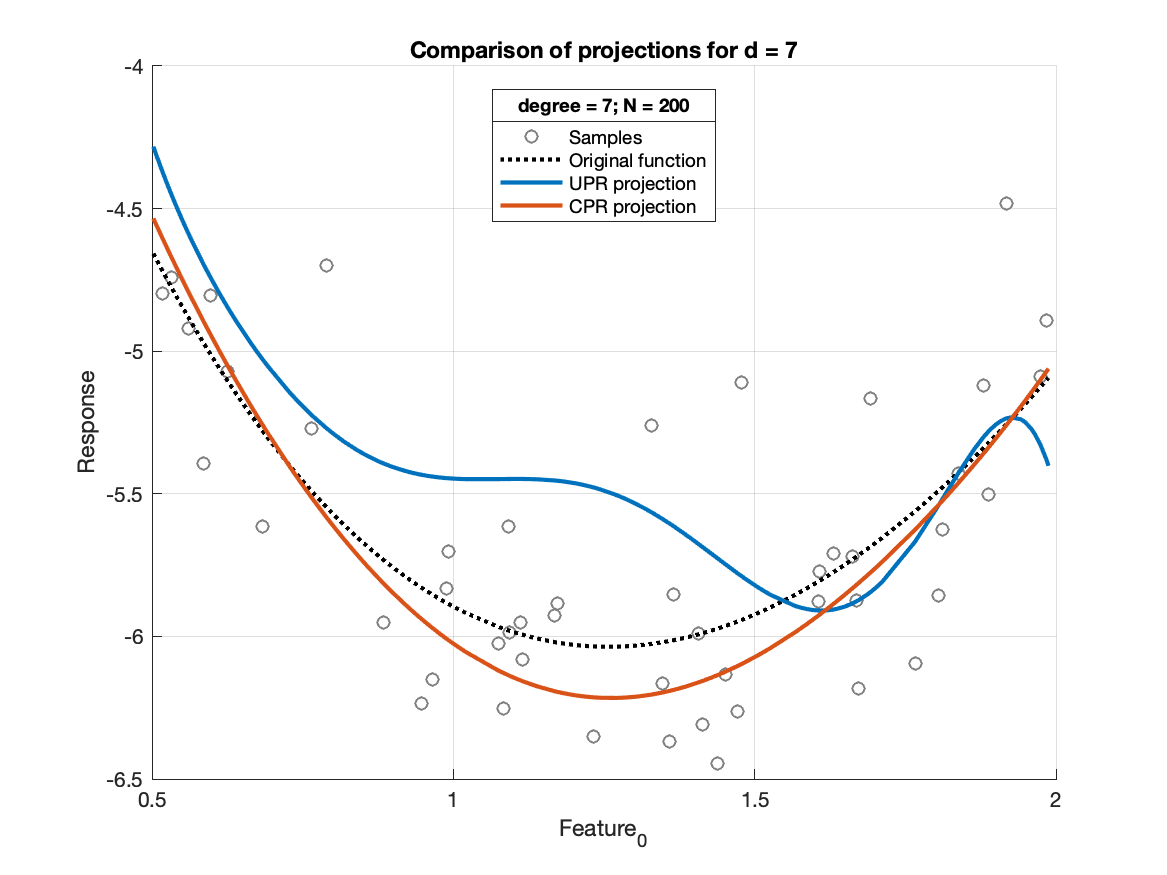 Comparison of projections for d = 7
degree = 7; N = 200
Samples
Original function
UPR projection
CPR projection
-4
-4.5
-5
-5.5
-6
-6.5
Response
0.5
1
1.5
2
Feature_0